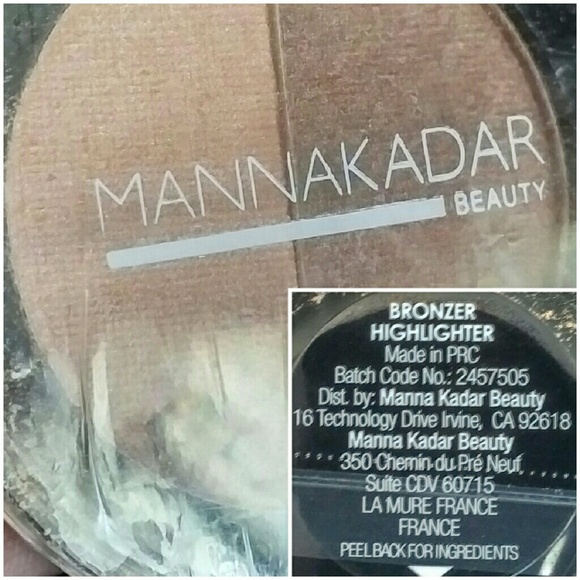 MANNAKADAR
BEAUTY
BRONZER
HIGHLIGHTER
Made in PRC
Batch Code No.: 2457505
Dist. by: Manna Kadar Beauty
16 Technology Drive Irvine, CA 92618
Manna Kadar Beauty
350 Chemin du Pré Neuf
Suite CDV 60715
LA MURE FRANCE
FRANCE
PEEL BACK FOR INGREDIENTS